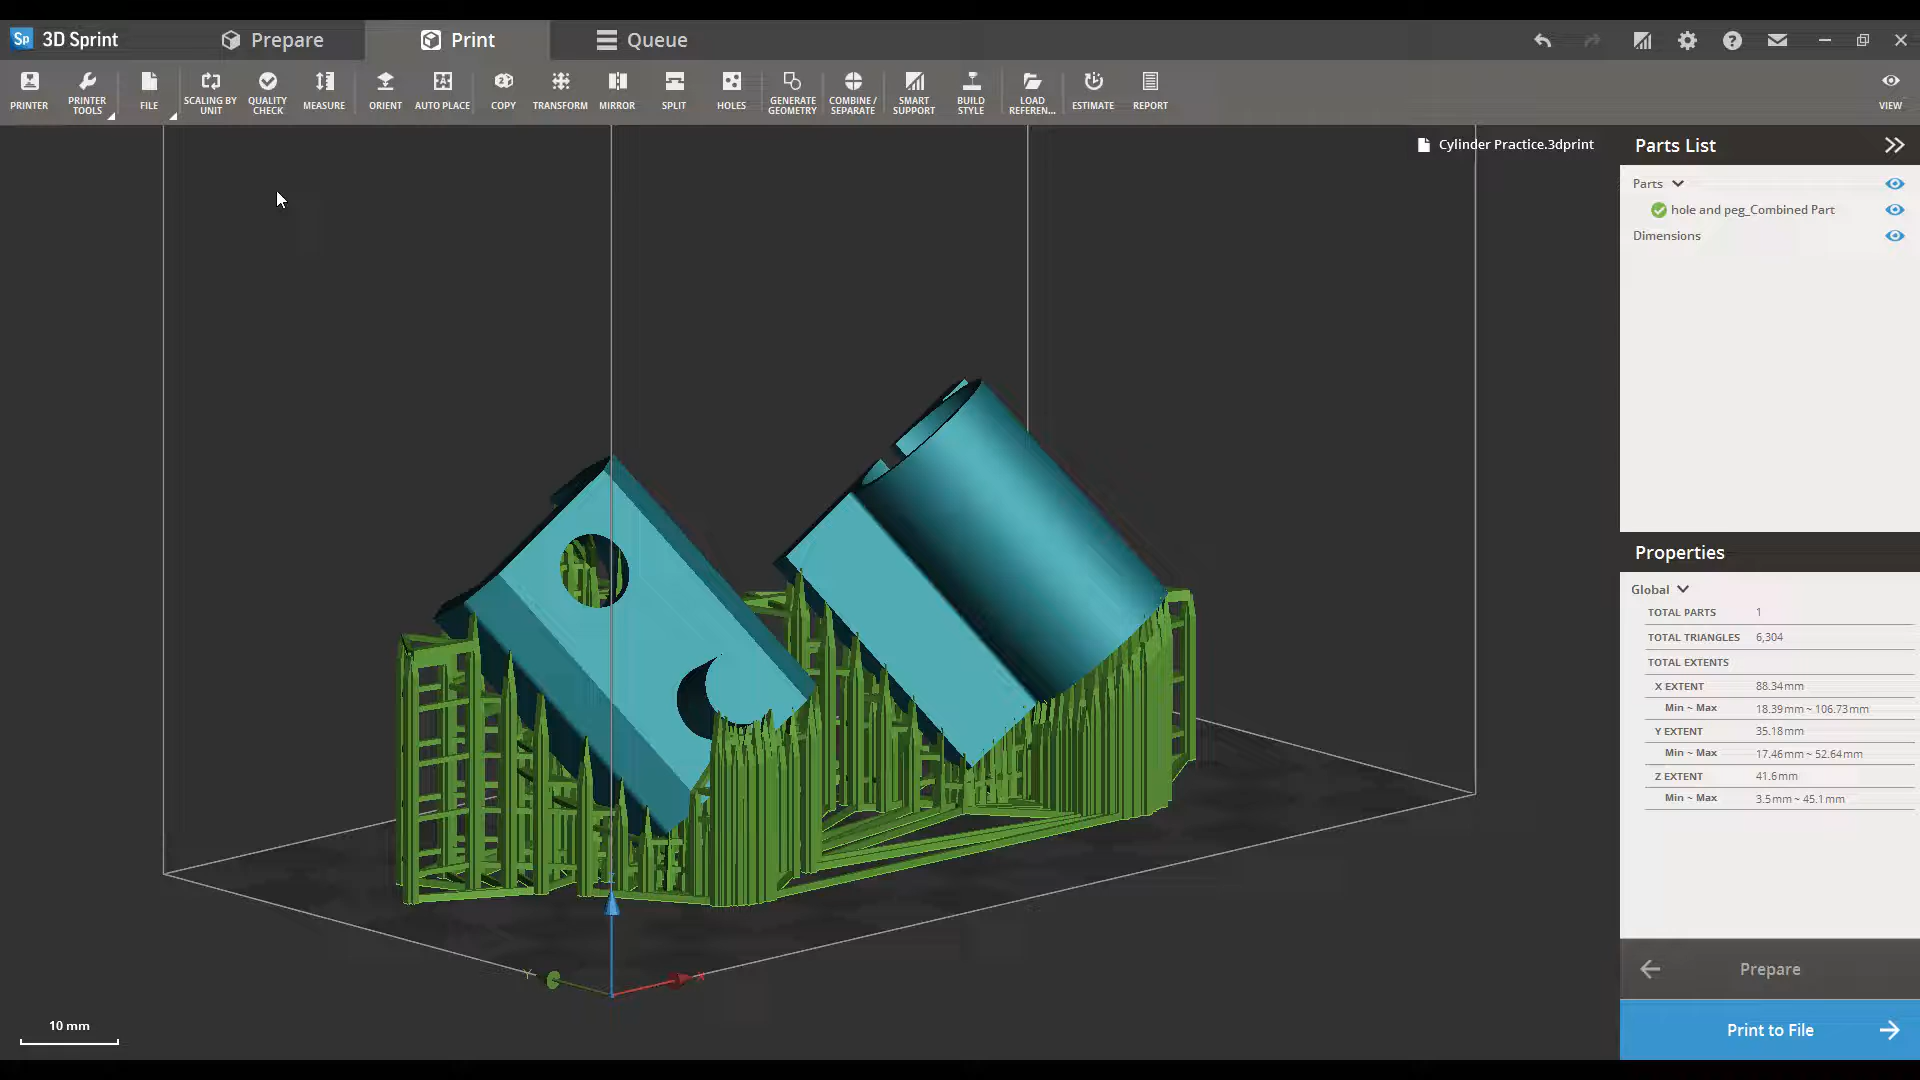 Sp 3D Sprint
Prepare
Print
Queue
PRINTER
PRINTER TOOLS
FILE
SCALING BY UNIT
QUALITY CHECK
MEASURE
ORIENT
AUTO PLACE
COPY
TRANSFORM
MIRROR
SPLIT
HOLES
GENERATE GEOMETRY
COMBINE / SEPARATE
SMART SUPPORT
BUILD STYLE
LOAD REFEREN...
ESTIMATE
REPORT
VIEW
Cylinder Practice.3dprint
Parts List
Parts
hole and peg_Combined Part
Dimensions
Properties
Global
TOTAL PARTS 1
TOTAL TRIANGLES 6,304
TOTAL EXTENTS
X EXTENT 88.34mm
Min ~ Max 18.39mm ~ 106.73mm
Y EXTENT 35.18mm
Min ~ Max 17.46mm ~ 52.64mm
Z EXTENT 41.6mm
Min ~ Max 3.5mm ~ 45.1mm
Prepare
Print to File
Y
X
10 mm